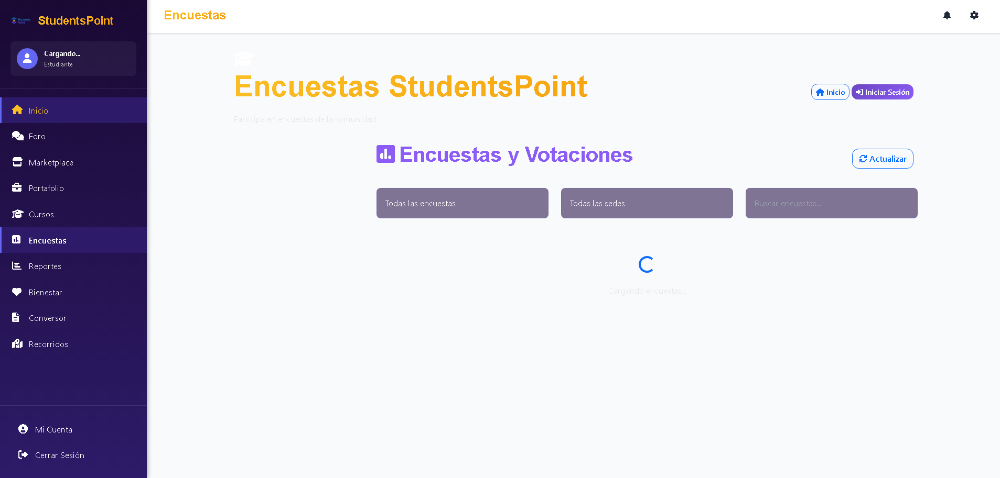 Students
Point
StudentsPoint
Cargando...
Estudiante
Inicio
Foro
Marketplace
Portafolio
Cursos
Encuestas
Reportes
Bienestar
Conversor
Recorridos
Mi Cuenta
Cerrar Sesión
Encuestas
Encuestas StudentsPoint
Participa en encuestas de la comunidad
Inicio
Iniciar Sesión
Encuestas y Votaciones
Actualizar
Todas las encuestas
Todas las sedes
Buscar encuestas...
Cargando encuestas...